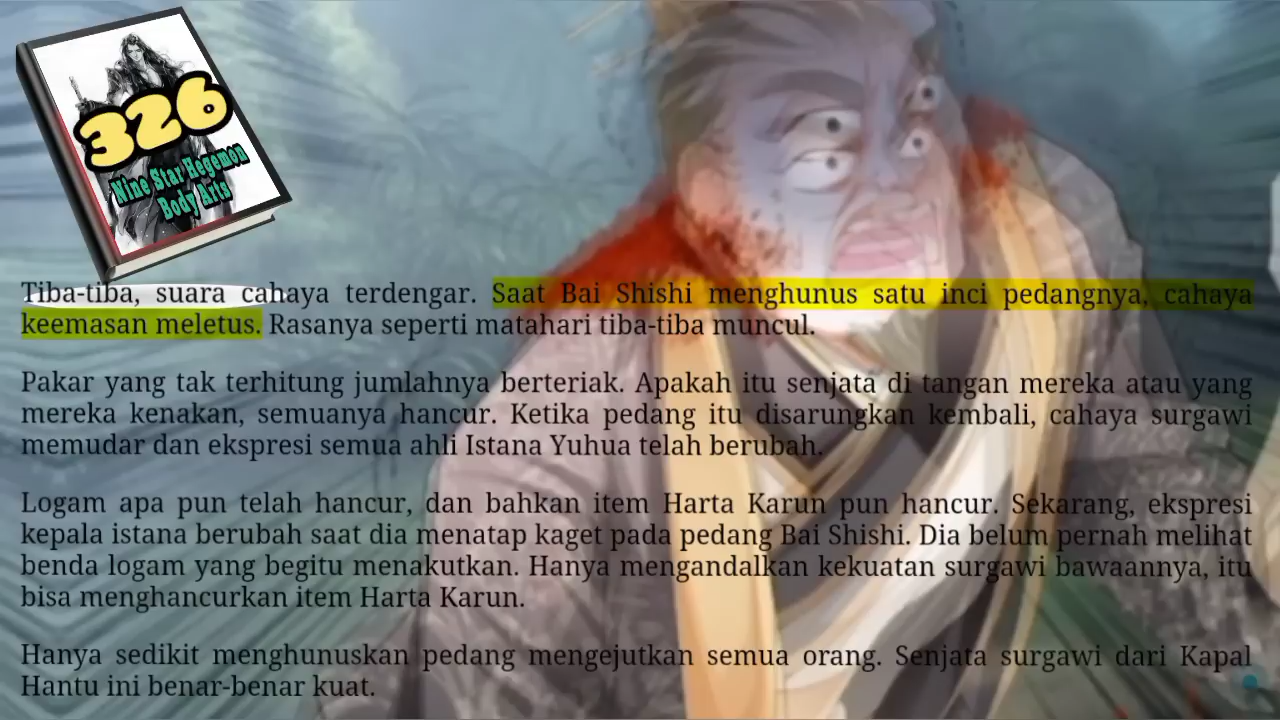 326
Nine Star Hegemon
Body Arts
Tiba-tiba, suara cahaya terdengar. Saat Bai Shishi menghunus satu inci pedangnya, cahaya
keemasan meletus. Rasanya seperti matahari tiba-tiba muncul.
Pakar yang tak terhitung jumlahnya berteriak. Apakah itu senjata di tangan mereka atau yang
mereka kenakan, semuanya hancur. Ketika pedang itu disarungkan kembali, cahaya surgawi
memudar dan ekspresi semua ahli Istana Yuhua telah berubah.
Logam apa pun telah hancur, dan bahkan item Harta Karun pun hancur. Sekarang, ekspresi
kepala istana berubah saat dia menatap kaget pada pedang Bai Shishi. Dia belum pernah melihat
benda logam yang begitu menakutkan. Hanya mengandalkan kekuatan surgawi bawaannya, itu
bisa menghancurkan item Harta Karun.
Hanya sedikit menghunuskan pedang mengejutkan semua orang. Senjata surgawi dari Kapal
Hantu ini benar-benar kuat.